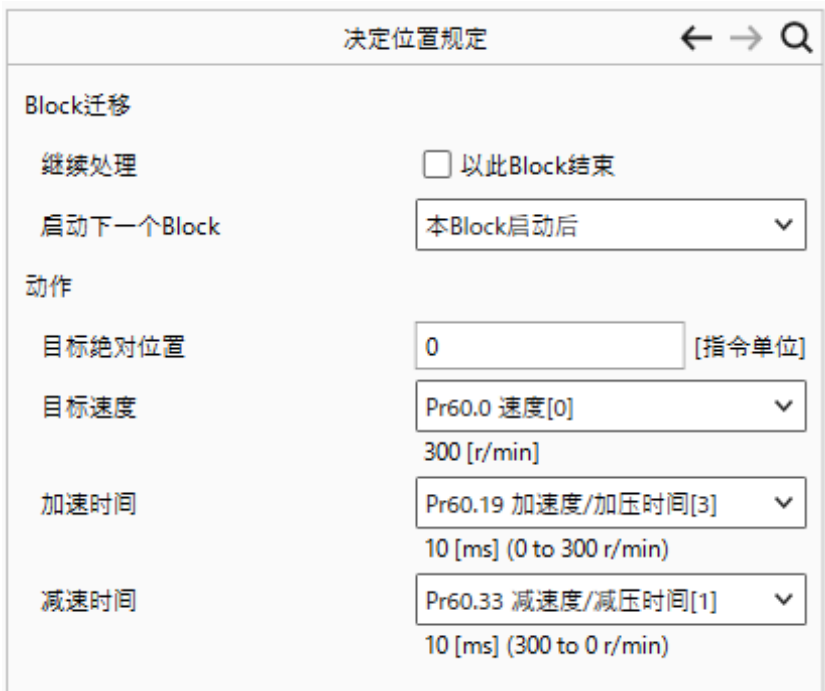 决定位置规定
Block迁移
继续处理 以此Block结束
启动下一个Block 本Block启动后
动作
目标绝对位置 0 [指令单位]
目标速度 Pr60.0 速度[0]
300 [r/min]
加速时间 Pr60.19 加速度/加压时间[3]
10 [ms] (0 to 300 r/min)
减速时间 Pr60.33 减速度/减压时间[1]
10 [ms] (300 to 0 r/min)